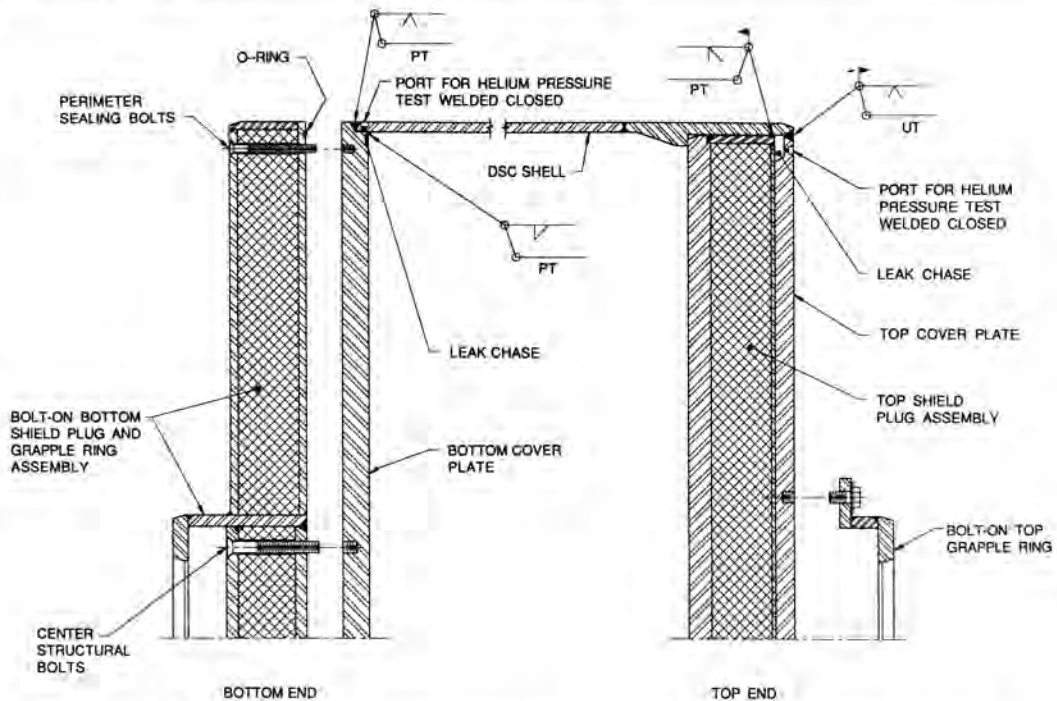 PT
O-RING
PORT FOR HELIUM PRESSURE
TEST WELDED CLOSED
PERIMETER
SEALING BOLTS
PT
UT
DSC SHELL
PORT FOR HELIUM
PRESSURE TEST
WELDED CLOSED
PT
LEAK CHASE
LEAK CHASE
TOP COVER PLATE
TOP SHIELD
PLUG ASSEMBLY
BOLT-ON BOTTOM
SHIELD PLUG AND
GRAPPLE RING
ASSEMBLY
BOTTOM COVER
PLATE
BOLT-ON TOP
GRAPPLE RING
CENTER
STRUCTURAL
BOLTS
BOTTOM END
TOP END